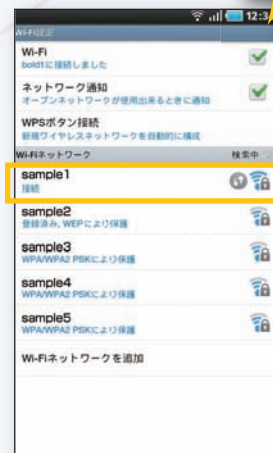 12:3
Wi-Fi設定
Wi-Fi
bold1に接続しました
ネットワーク通知
オープンネットワークが使用出来るときに通知
WPSボタン接続
新規ワイヤレスネットワークを自動的に構成
Wi-Fiネットワーク 検索中
sample1
接続
sample2
登録済み, WEPにより保護
sample3
WPA/WPA2 PSKにより保護
sample4
WPA/WPA2 PSKにより保護
sample5
WPA/WPA2 PSKにより保護
Wi-Fiネットワークを追加